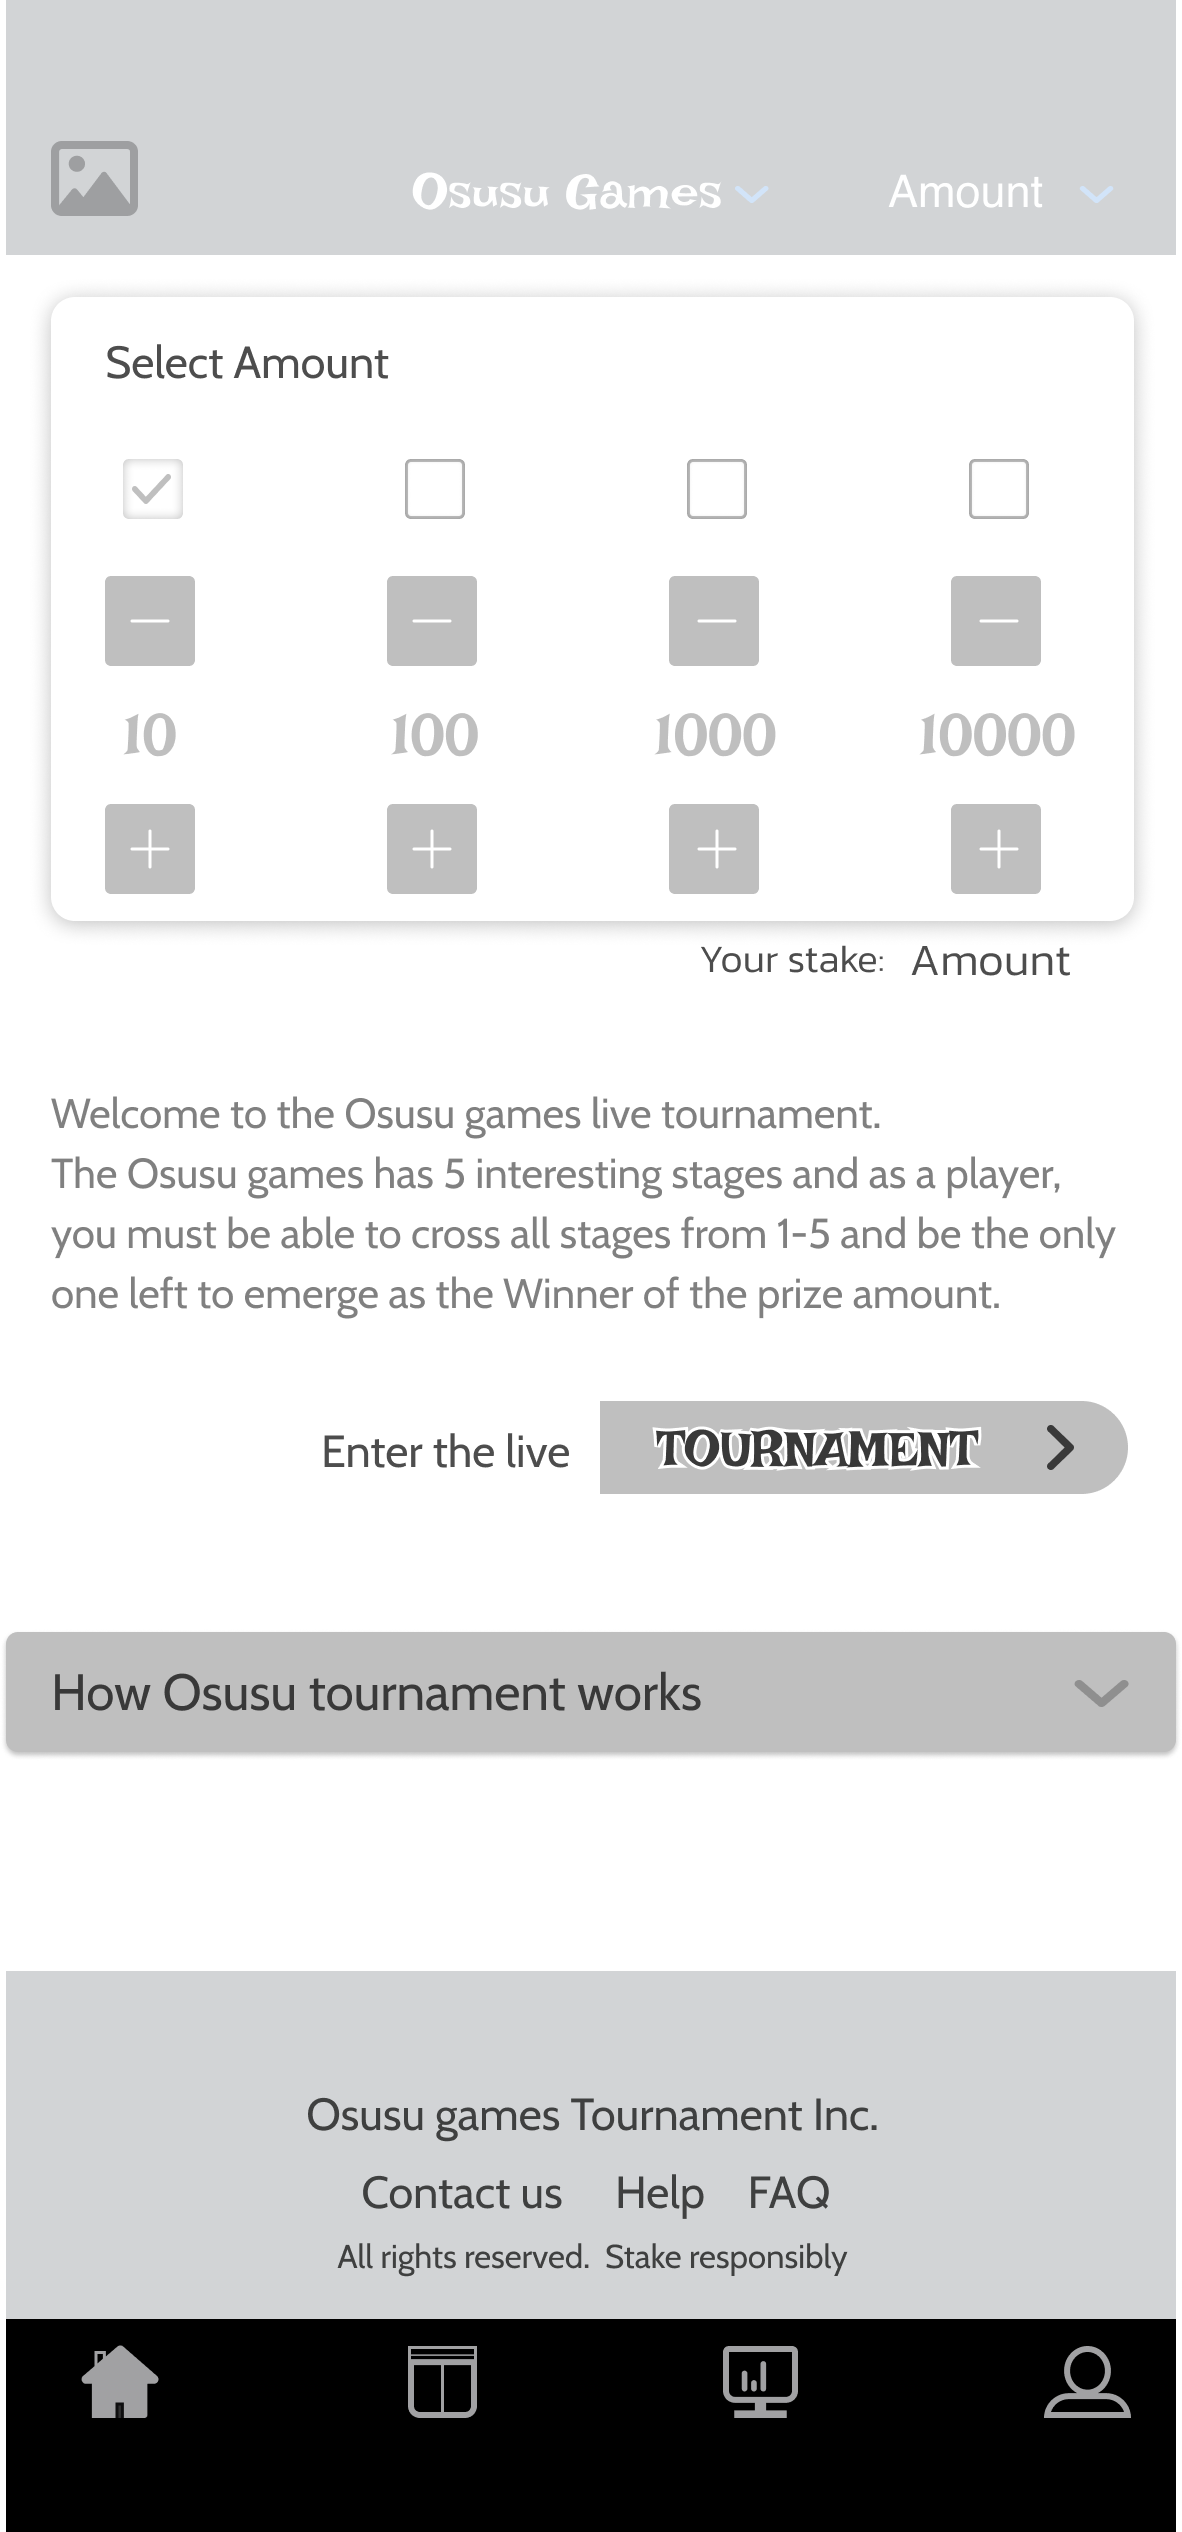 Osusu Games Amount
Select Amount
10 100 1000 10000
Your stake: Amount
Welcome to the Osusu games live tournament.
The Osusu games has 5 interesting stages and as a player,
you must be able to cross all stages from 1-5 and be the only
one left to emerge as the Winner of the prize amount.
Enter the live TOURNAMENT
How Osusu tournament works
Osusu games Tournament Inc.
Contact us Help FAQ
All rights reserved. Stake responsibly